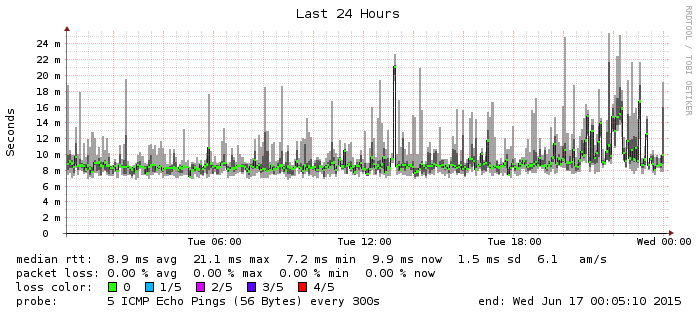 Last 24 Hours
RRDTOOL / TOBI OETIKER
Seconds
24 m
22 m
20 m
18 m
16 m
14 m
12 m
10 m
8 m
6 m
4 m
2 m
0
Tue 06:00 Tue 12:00 Tue 18:00 Wed 00:00
median rtt: 8.9 ms avg 21.1 ms max 7.2 ms min 9.9 ms now 1.5 ms sd 6.1 am/s
packet loss: 0.00 % avg 0.00 % max 0.00 % min 0.00 % now
loss color: 0 1/5 2/5 3/5 4/5
probe: 5 ICMP Echo Pings (56 Bytes) every 300s end: Wed Jun 17 00:05:10 2015